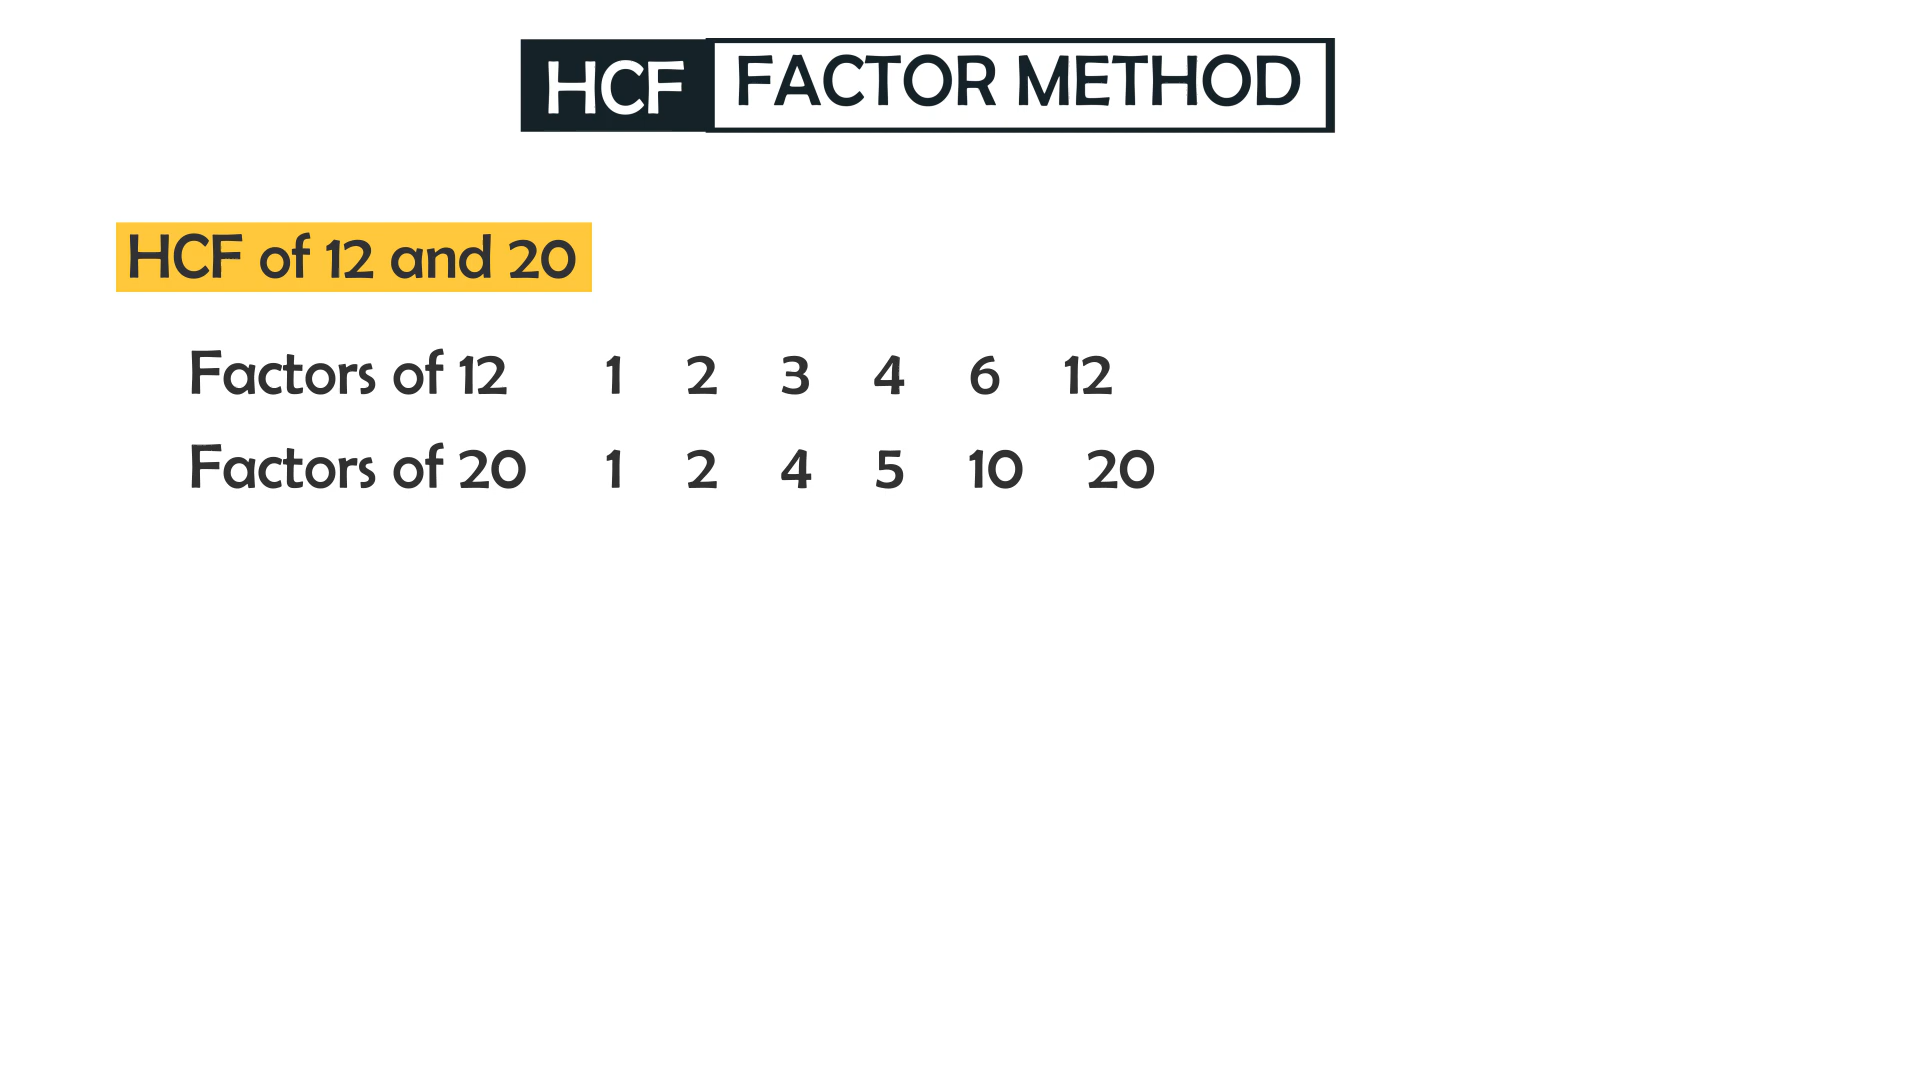 HCF FACTOR METHOD
HCF of 12 and 20
Factors of 12 1 2 3 4 6 12
Factors of 20 1 2 4 5 10 20